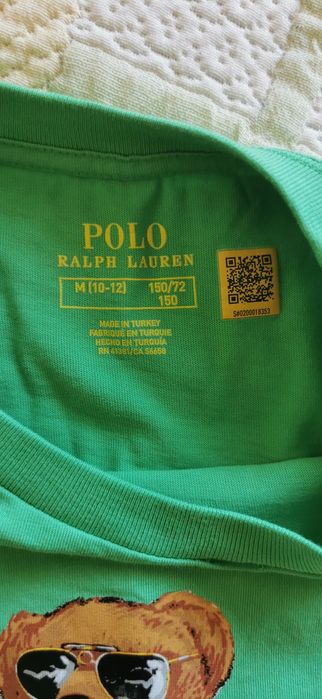 POLO
RALPH LAUREN
M (10-12) 150/72
150
MADE IN TURKEY
FABRIQUÉ EN TURQUIE
HECHO EN TURQUÍA
RN 41381/CA 56658
S#0200018353